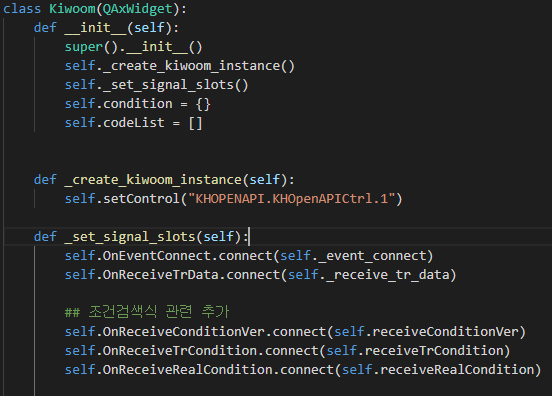 class Kiwoom(QAxWidget):
    def __init__(self):
        super().__init__()
        self._create_kiwoom_instance()
        self._set_signal_slots()
        self.condition = {}
        self.codeList = []
    def _create_kiwoom_instance(self):
        self.setControl("KHOPENAPI.KHOpenAPICtrl.1")
    def _set_signal_slots(self):
        self.OnEventConnect.connect(self._event_connect)
        self.OnReceiveTrData.connect(self._receive_tr_data)
        ## 조건검색식 관련 추가
        self.OnReceiveConditionVer.connect(self.receiveConditionVer)
        self.OnReceiveTrCondition.connect(self.receiveTrCondition)
        self.OnReceiveRealCondition.connect(self.receiveRealCondition)